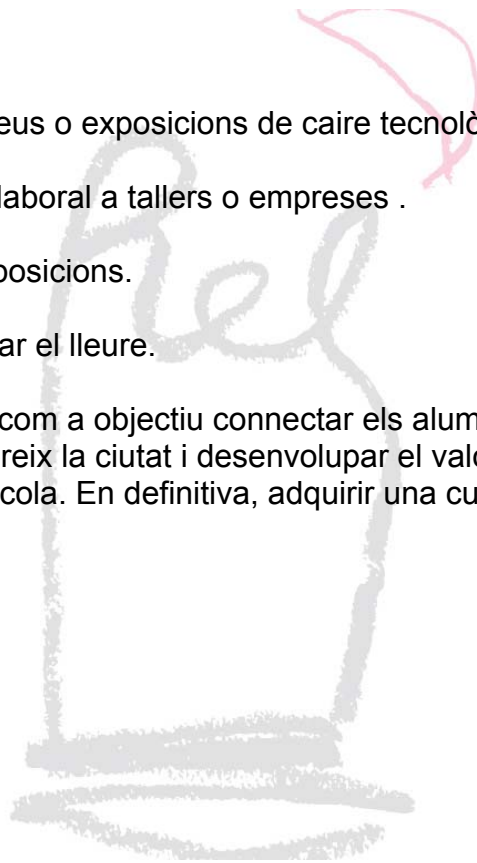 eus o exposicions de caire tecnolò
laboral a tallers o empreses .
posicions.
ar el lleure.
com a objectiu connectar els alum
reix la ciutat i desenvolupar el valo
cola. En definitiva, adquirir una cu